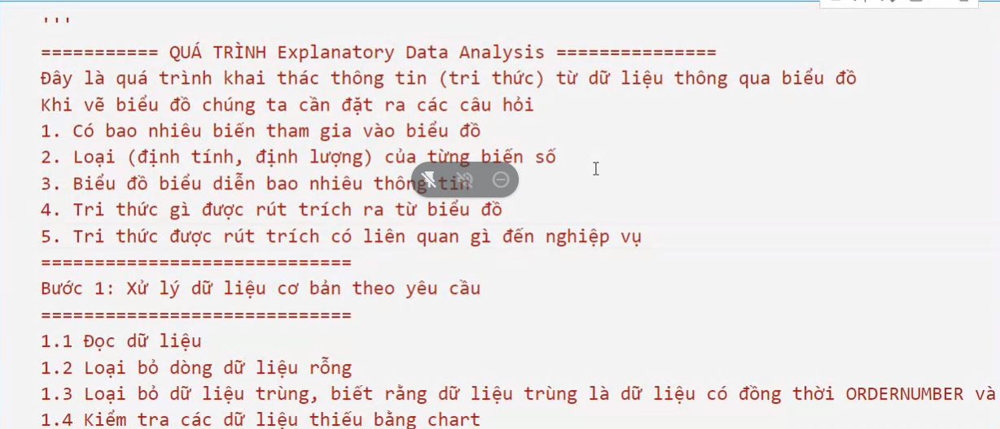 '''
=========== QUÁ TRÌNH Explanatory Data Analysis ===============
Đây là quá trình khai thác thông tin (tri thức) từ dữ liệu thông qua biểu đồ
Khi vẽ biểu đồ chúng ta cần đặt ra các câu hỏi
1. Có bao nhiêu biến tham gia vào biểu đồ
2. Loại (định tính, định lượng) của từng biến số
3. Biểu đồ biểu diễn bao nhiêu thông tin
4. Tri thức gì được rút trích ra từ biểu đồ
5. Tri thức được rút trích có liên quan gì đến nghiệp vụ
=============================
Bước 1: Xử lý dữ liệu cơ bản theo yêu cầu
=============================
1.1 Đọc dữ liệu
1.2 Loại bỏ dòng dữ liệu rỗng
1.3 Loại bỏ dữ liệu trùng, biết rằng dữ liệu trùng là dữ liệu có đồng thời ORDERNUMBER và
1.4 Kiểm tra các dữ liệu thiếu bằng chart